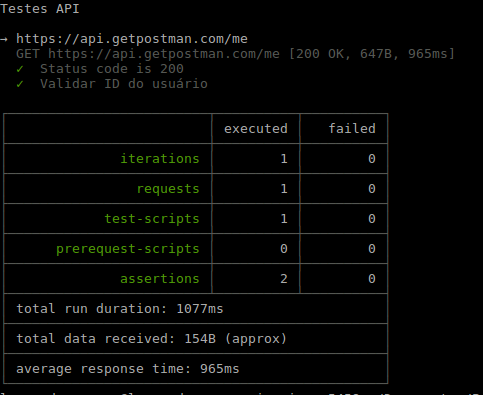 Testes API
→ https://api.getpostman.com/me
GET https://api.getpostman.com/me [200 OK, 647B, 965ms]
✓ Status code is 200
✓ Validar ID do usuário
executed failed
iterations 1 0
requests 1 0
test-scripts 1 0
prerequest-scripts 0 0
assertions 2 0
total run duration: 1077ms
total data received: 154B (approx)
average response time: 965ms